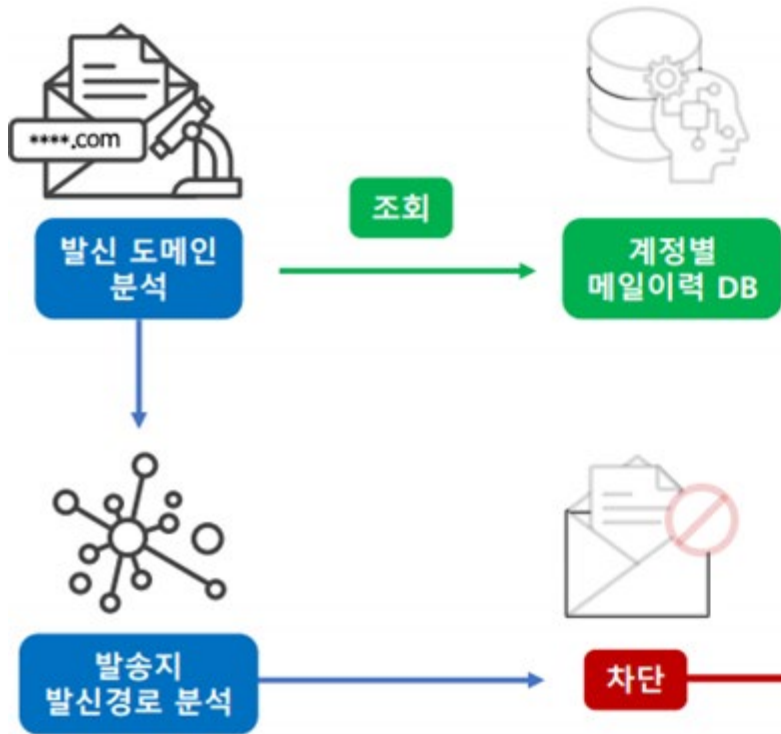 ****.com
조회
발신 도메인
분석
계정별
메일이력 DB
발송지
발신경로 분석
차단